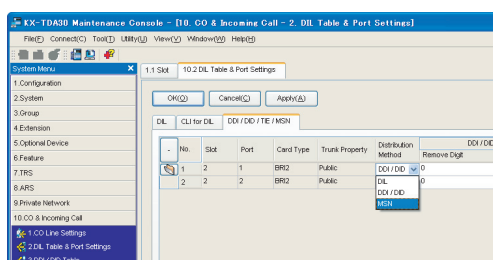 KX-TDA30 Maintenance Console - [10. CO & Incoming Call - 2. DIL Table & Port Settings]
File(F) Connect(C) Tool(T) Utility(U) View(V) Window(W) Help(H)
System Menu X
1.1 Slot 10.2 DIL Table & Port Settings
1.Configuration
2.System
3.Group
4.Extension
5.Optional Device
6.Feature
7.TRS
8.ARS
9.Private Network
10.CO & Incoming Call
1.CO Line Settings
2.DIL Table & Port Settings
3.DDI / DID Table
OK(O) Cancel(C) Apply(A)
DIL CLI for DIL DDI / DID / TIE / MSN
- No. Slot Port Card Type Trunk Property Distribution Method DDI / DID
Remove Digit
1 2 1 BRI2 Public DDI / DID 0
2 2 2 BRI2 Public 0
DIL
DDI / DID
MSN